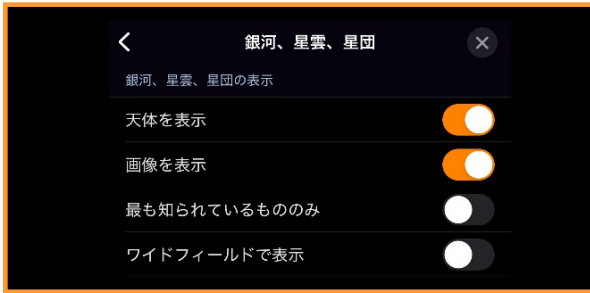 銀河、星雲、星団
銀河、星雲、星団の表示
天体を表示
画像を表示
最も知られているもののみ
ワイドフィールドで表示